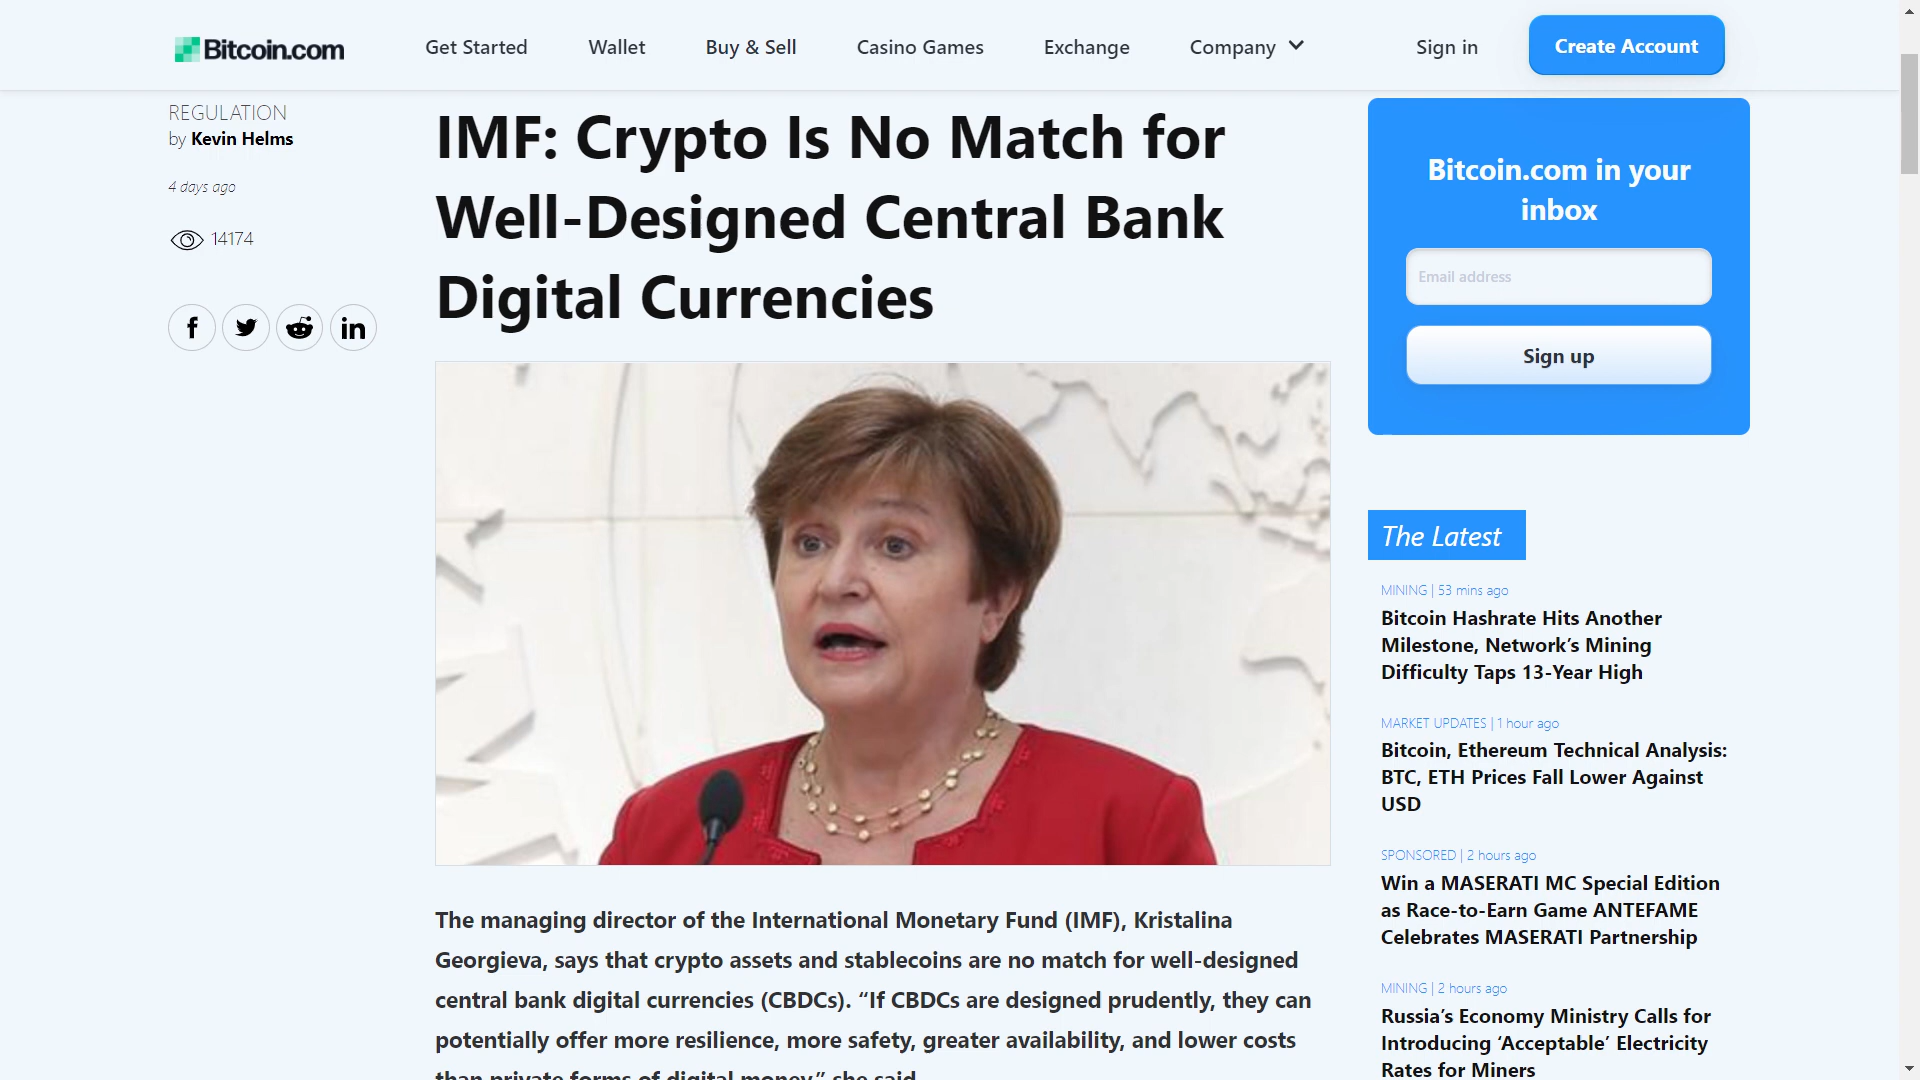 Bitcoin.com
Get Started
Wallet
Buy & Sell
Casino Games
Exchange
Company
Sign in
Create Account
REGULATION
by Kevin Helms
4 days ago
14174
IMF: Crypto Is No Match for
Well-Designed Central Bank
Digital Currencies
The managing director of the International Monetary Fund (IMF), Kristalina
Georgieva, says that crypto assets and stablecoins are no match for well-designed
central bank digital currencies (CBDCs). “If CBDCs are designed prudently, they can
potentially offer more resilience, more safety, greater availability, and lower costs
than private forms of digital money,” she said.
Bitcoin.com in your
inbox
Email address
Sign up
The Latest
MINING | 53 mins ago
Bitcoin Hashrate Hits Another
Milestone, Network’s Mining
Difficulty Taps 13-Year High
MARKET UPDATES | 1 hour ago
Bitcoin, Ethereum Technical Analysis:
BTC, ETH Prices Fall Lower Against
USD
SPONSORED | 2 hours ago
Win a MASERATI MC Special Edition
as Race-to-Earn Game ANTEFAME
Celebrates MASERATI Partnership
MINING | 2 hours ago
Russia’s Economy Ministry Calls for
Introducing ‘Acceptable’ Electricity
Rates for Miners